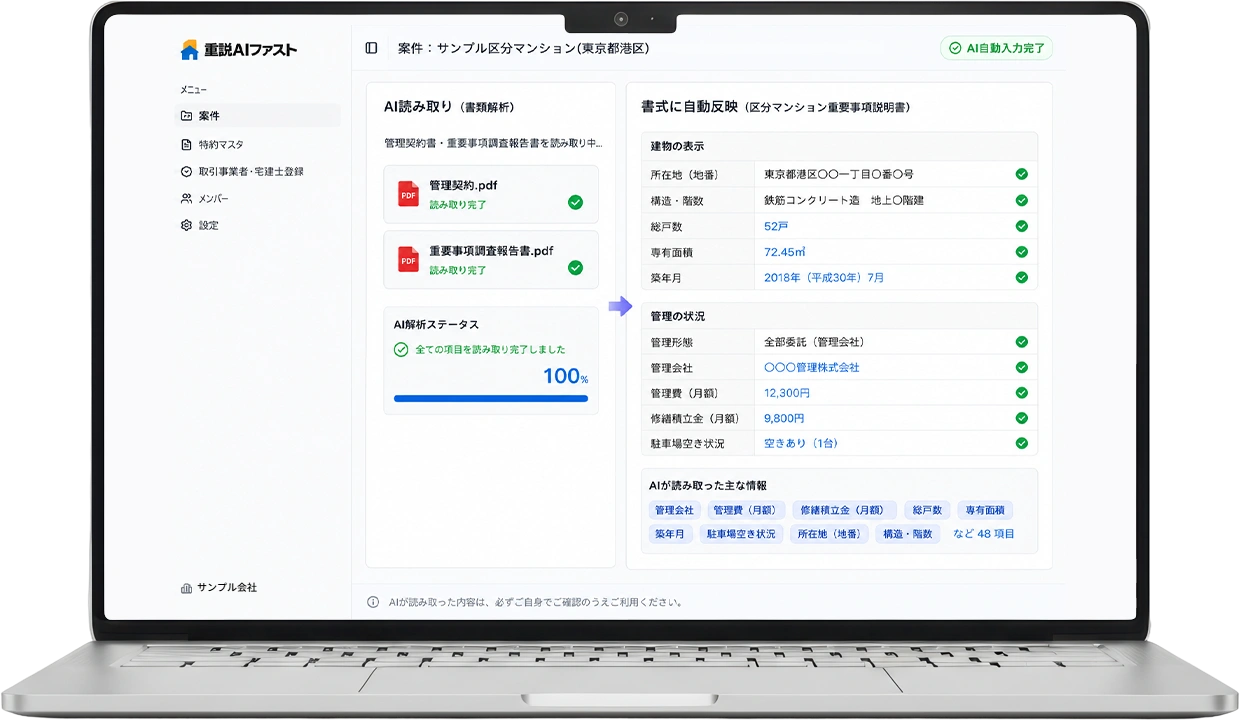 重説AIファスト
メニュー
案件
特約マスタ
取引事業者・宅建士登録
メンバー
設定
サンプル会社
案件：サンプル区分マンション(東京都港区)
AI自動入力完了
AI読み取り（書類解析）
管理契約書・重要事項調査報告書を読み取り中...
PDF
管理契約.pdf
読み取り完了
PDF
重要事項調査報告書.pdf
読み取り完了
AI解析ステータス
全ての項目を読み取り完了しました
100%
書式に自動反映（区分マンション重要事項説明書）
建物の表示
所在地（地番） 東京都港区〇〇一丁目〇番〇号
構造・階数 鉄筋コンクリート造　地上〇階建
総戸数 52戸
専有面積 72.45㎡
築年月 2018年（平成30年）7月
管理の状況
管理形態 全部委託（管理会社）
管理会社 〇〇〇管理株式会社
管理費（月額） 12,300円
修繕積立金（月額） 9,800円
駐車場空き状況 空きあり（1台）
AIが読み取った主な情報
管理会社 管理費（月額） 修繕積立金（月額） 総戸数 専有面積
築年月 駐車場空き状況 所在地（地番） 構造・階数 など 48 項目
AIが読み取った内容は、必ずご自身でご確認のうえご利用ください。